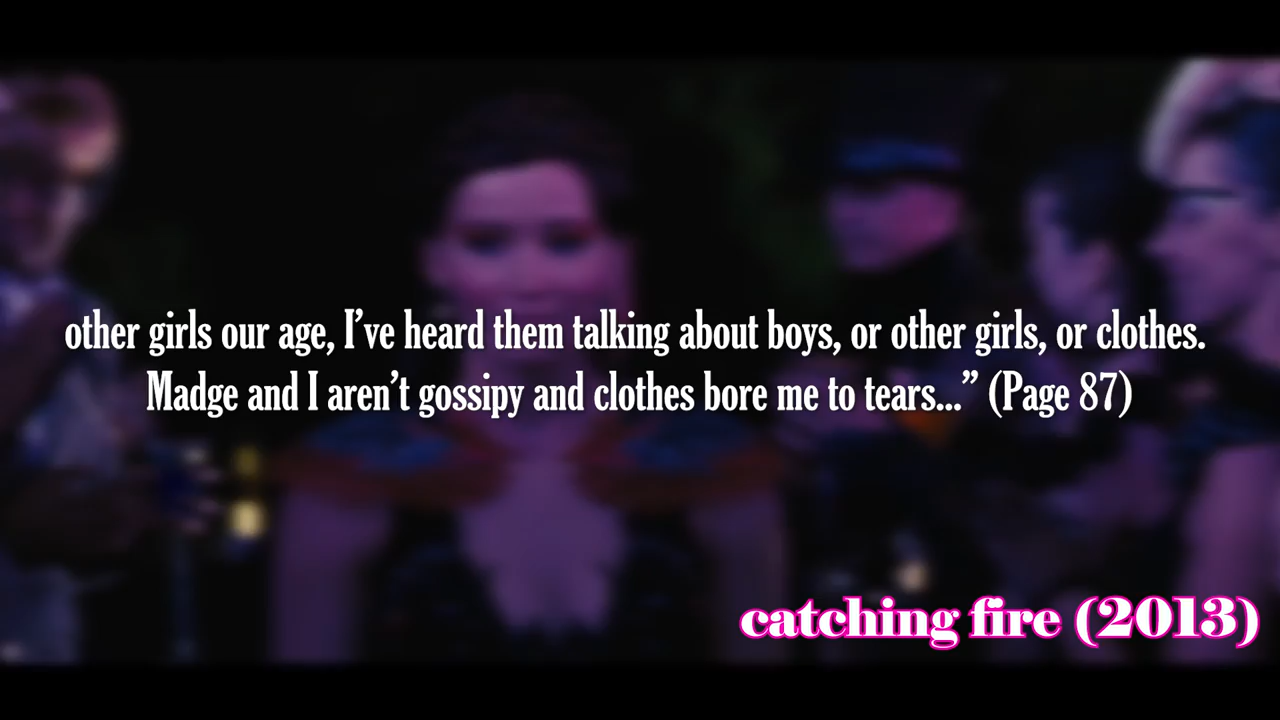 other girls our age, I’ve heard them talking about boys, or other girls, or clothes.
Madge and I aren’t gossipy and clothes bore me to tears...” (Page 87)
catching fire (2013)